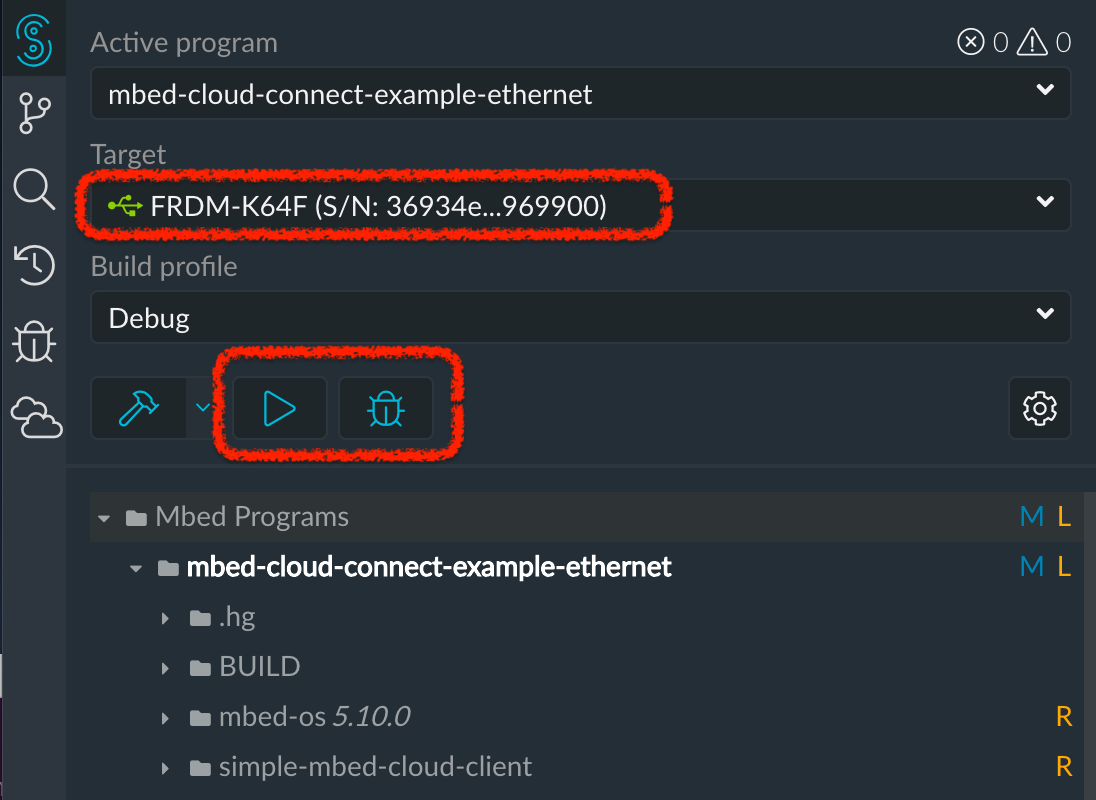 Active program 0 0
mbed-cloud-connect-example-ethernet
Target
FRDM-K64F (S/N: 36934e...969900)
Build profile
Debug
Mbed Programs M L
mbed-cloud-connect-example-ethernet M L
.hg
BUILD
mbed-os 5.10.0 R
simple-mbed-cloud-client R